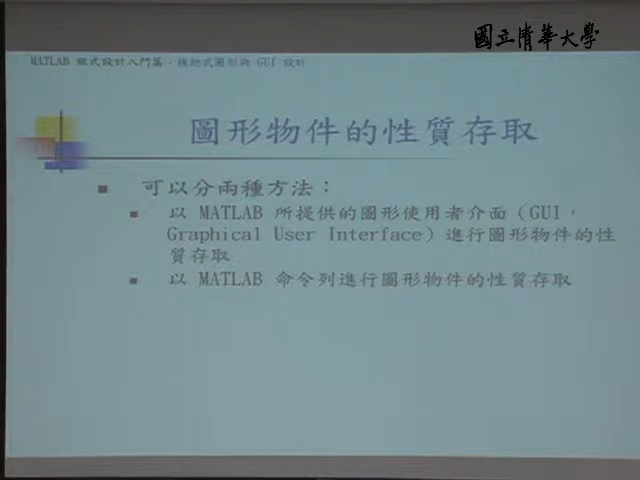 國立清華大學
MATLAB 程式設計入門篇：握把式圖形與 GUI 設計
圖形物件的性質存取
可以分兩種方法：
以 MATLAB 所提供的圖形使用者介面（GUI，
Graphical User Interface）進行圖形物件的性
質存取
以 MATLAB 命令列進行圖形物件的性質存取